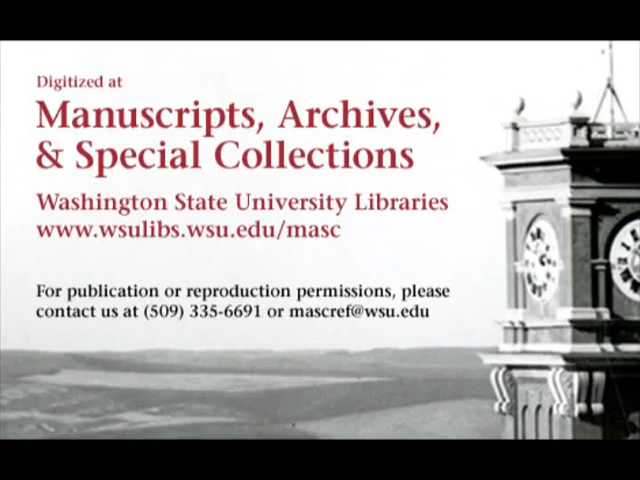 Digitized at
Manuscripts, Archives,
& Special Collections
Washington State University Libraries
www.wsulibs.wsu.edu/masc
For publication or reproduction permissions, please
contact us at (509) 335-6691 or mascref@wsu.edu